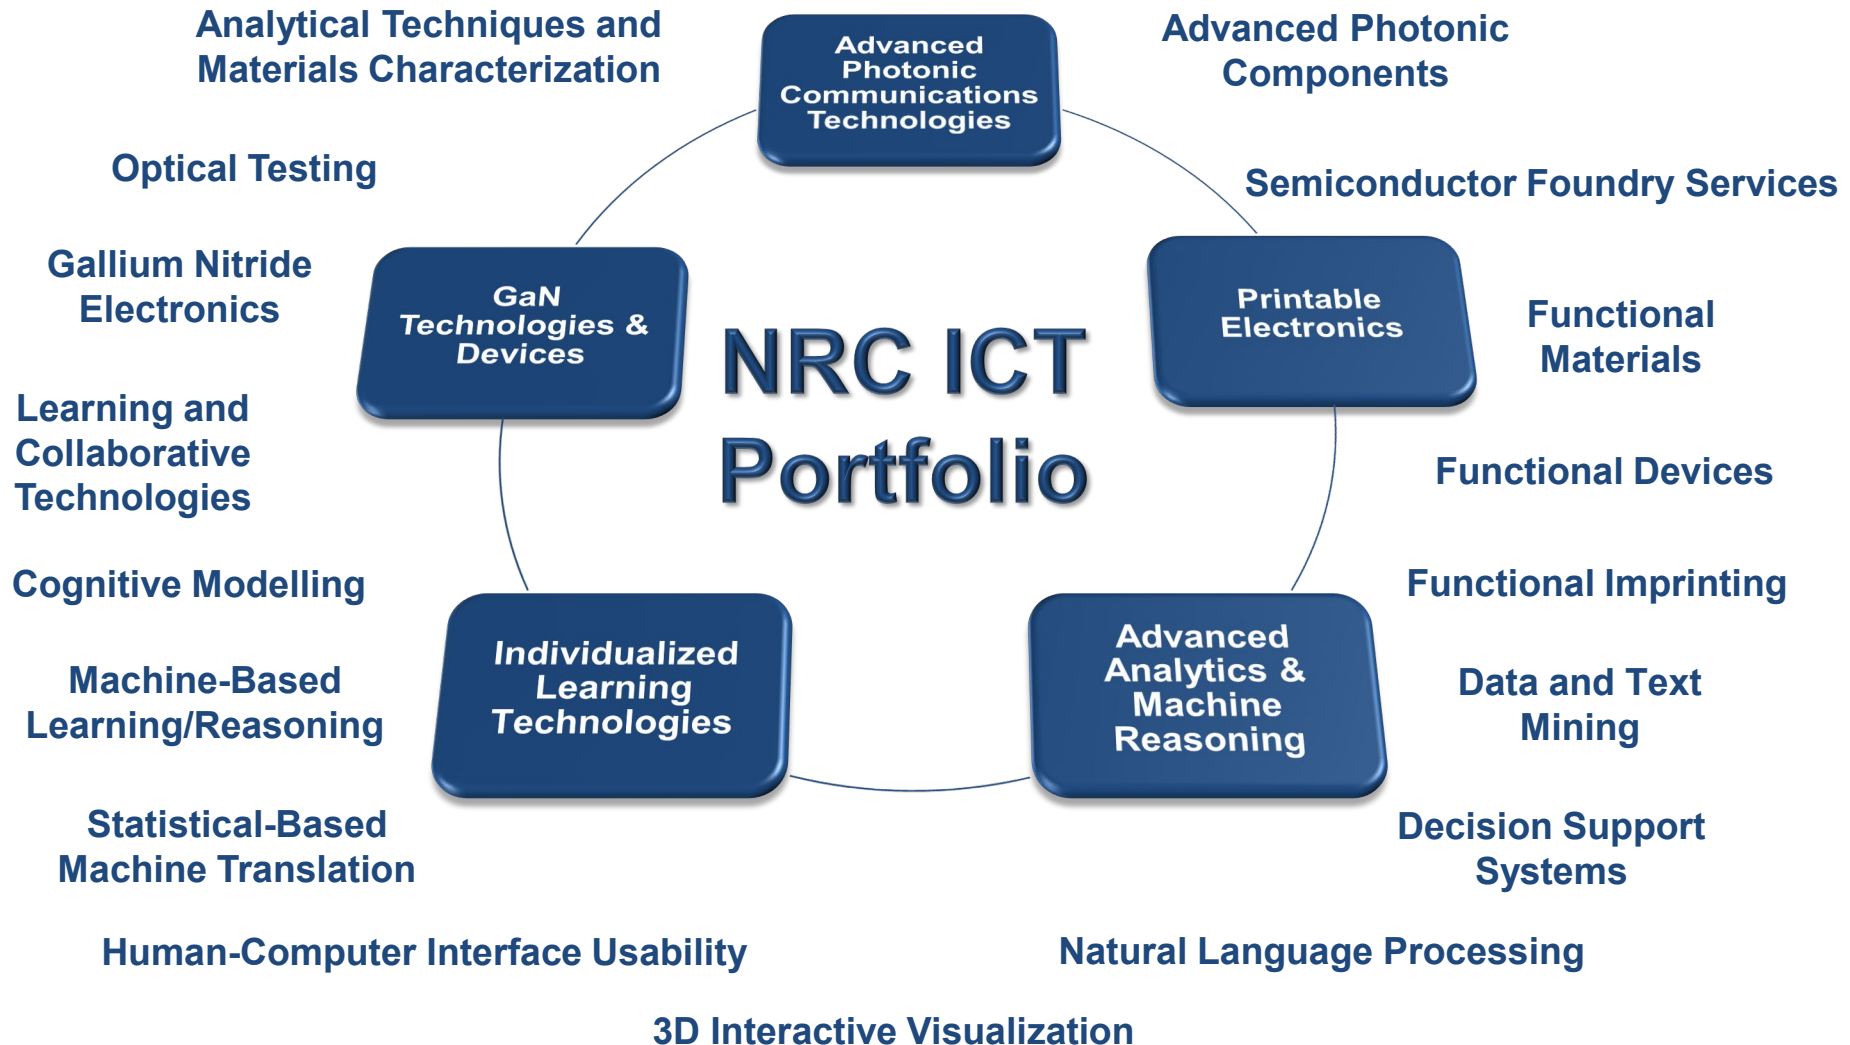 Analytical Techniques and
Materials Characterization
Advanced
Photonic
Communications
Technologies
Advanced Photonic
Components
Optical Testing
Semiconductor Foundry Services
Gallium Nitride
Electronics
GaN
Technologies &
Devices
NRC ICT
Portfolio
Printable
Electronics
Functional
Materials
Learning and
Collaborative
Technologies
Functional Devices
Cognitive Modelling
Functional Imprinting
Individualized
Learning
Technologies
Advanced
Analytics &
Machine
Reasoning
Machine-Based
Learning/Reasoning
Data and Text
Mining
Statistical-Based
Machine Translation
Decision Support
Systems
Human-Computer Interface Usability
Natural Language Processing
3D Interactive Visualization